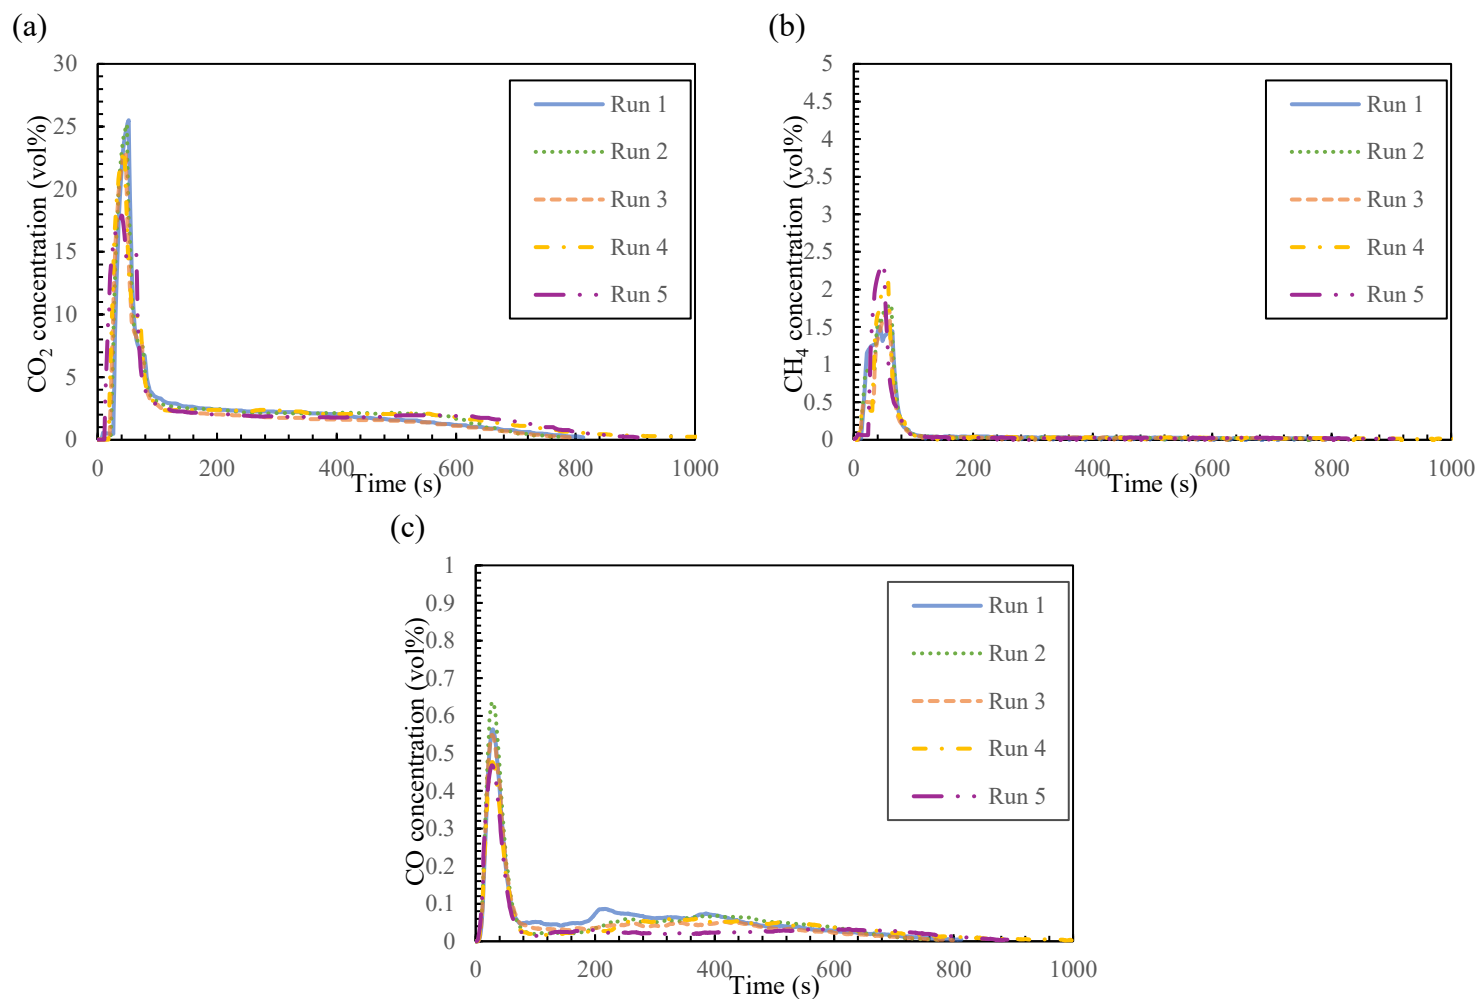 (a)
CO2 concentration (vol%)
30
25
20
15
10
5
0
0 200 400 600 800 1000
Time (s)
Run 1
Run 2
Run 3
Run 4
Run 5
(b)
CH4 concentration (vol%)
5
4.5
4
3.5
3
2.5
2
1.5
1
0.5
0
0 200 400 600 800 1000
Time (s)
Run 1
Run 2
Run 3
Run 4
Run 5
(c)
CO concentration (vol%)
1
0.9
0.8
0.7
0.6
0.5
0.4
0.3
0.2
0.1
0
0 200 400 600 800 1000
Time (s)
Run 1
Run 2
Run 3
Run 4
Run 5